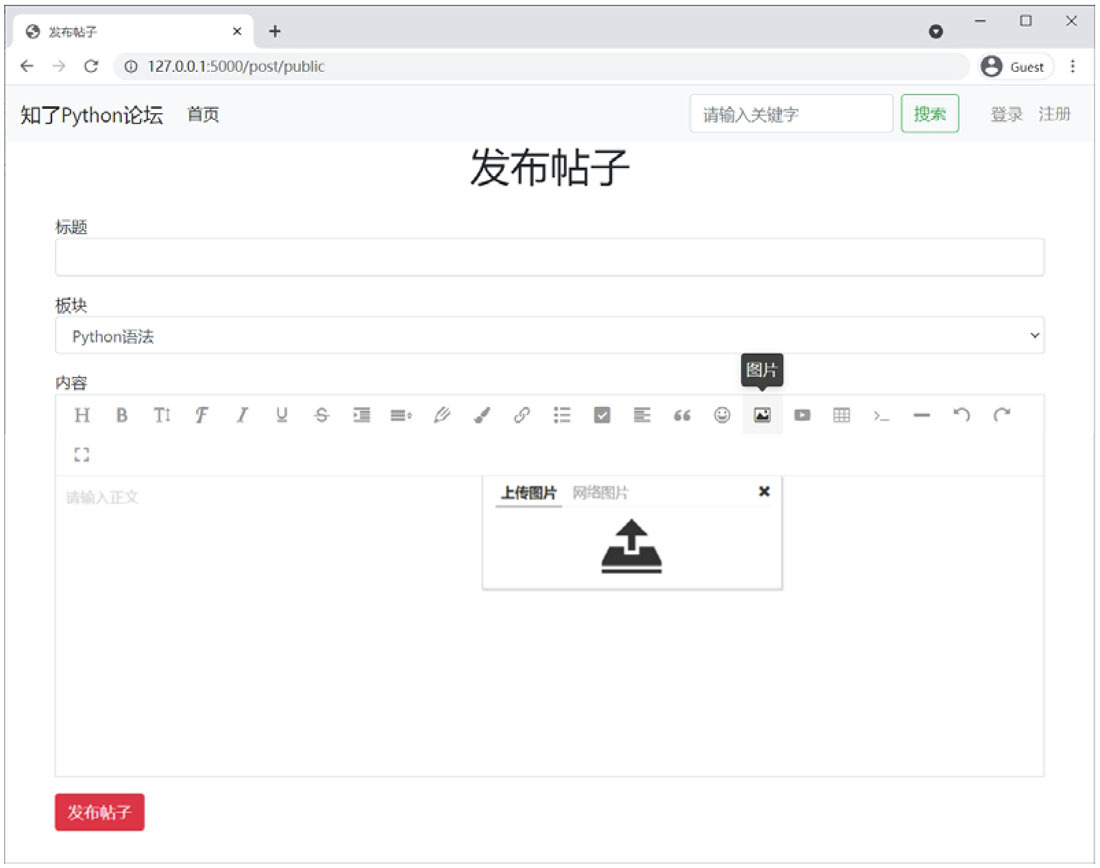 发布帖子
127.0.0.1:5000/post/public
Guest
知了Python论坛 首页 请输入关键字 搜索 登录 注册
发布帖子
标题
板块
Python语法
图片
内容
请输入正文
上传图片 网络图片
发布帖子